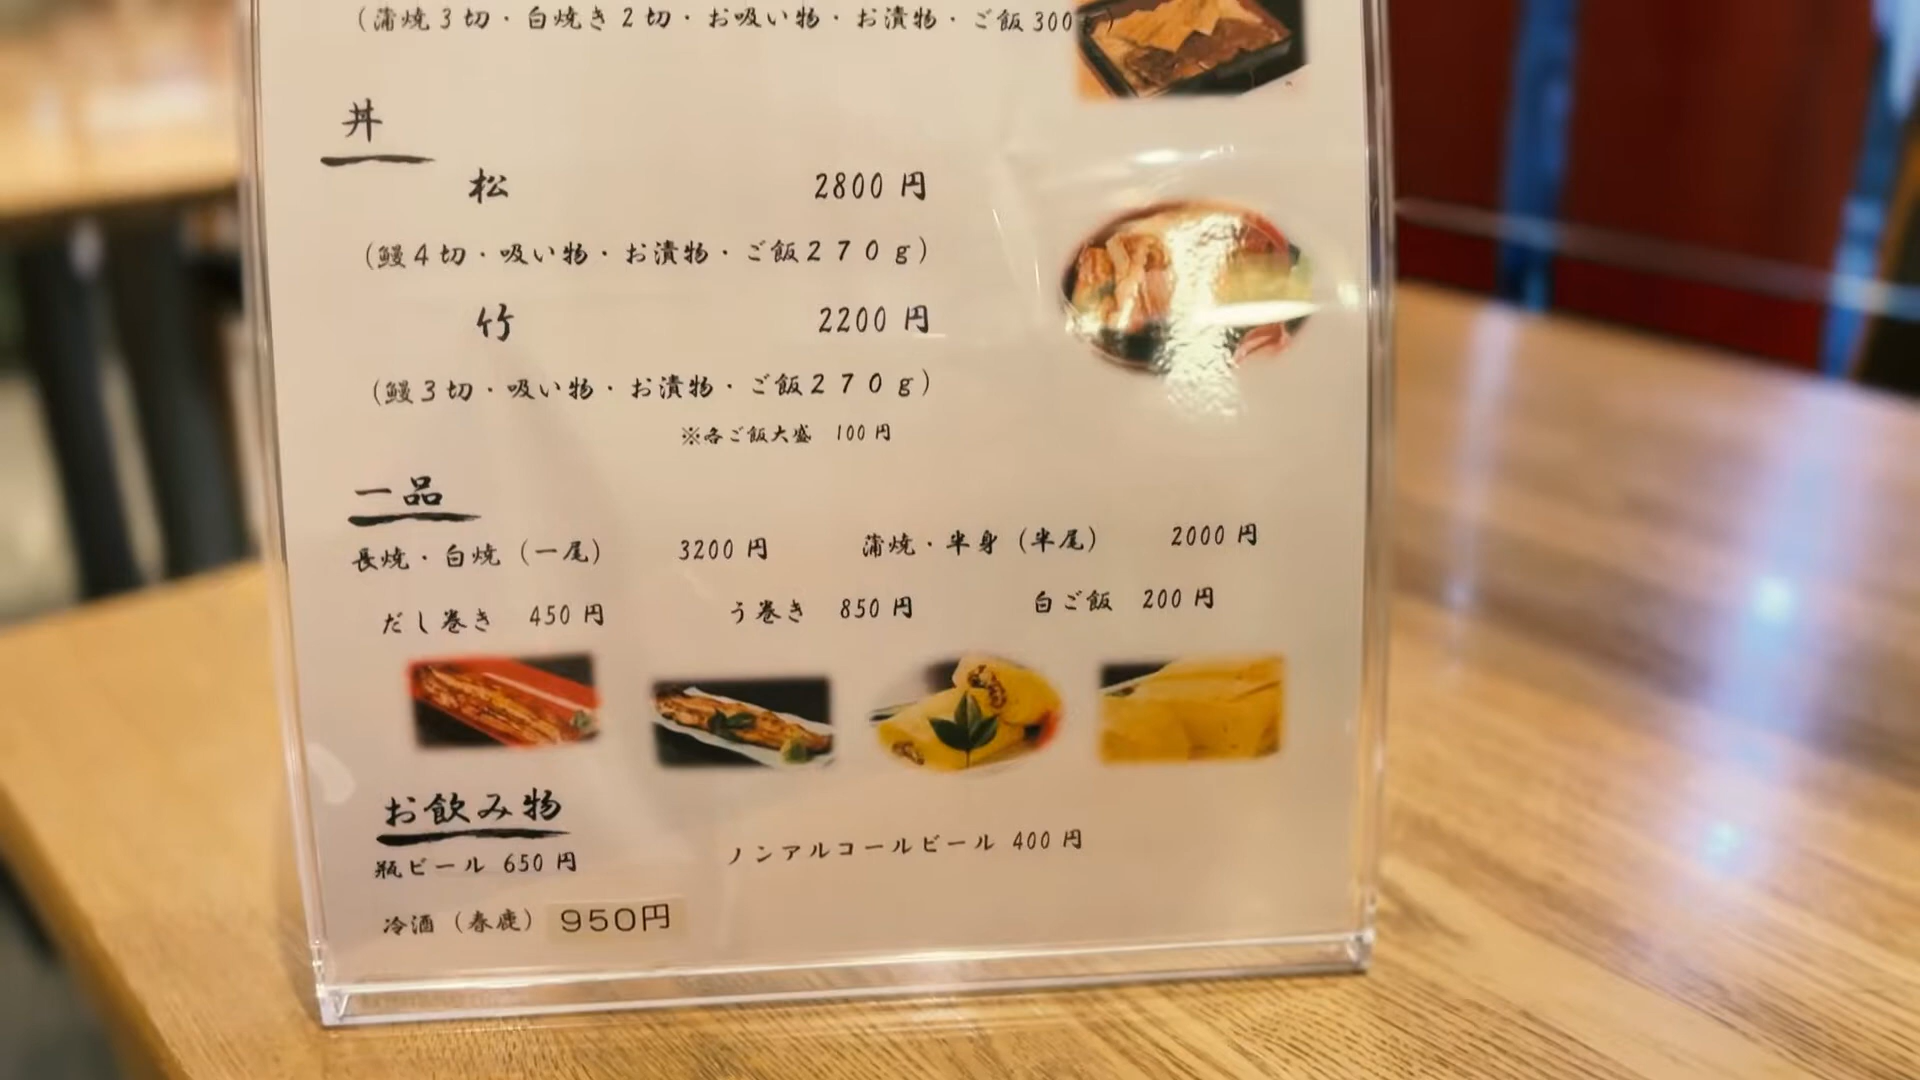 (蒲焼3切・白焼き2切・お吸い物・お漬物・ご飯300
丼
松 2800円
(鰻4切・吸い物・お漬物・ご飯270g)
竹 2200円
(鰻3切・吸い物・お漬物・ご飯270g)
※各ご飯大盛 100円
一品
長焼・白焼(一尾) 3200円 蒲焼・半身(半尾) 2000円
だし巻き 450円 う巻き 850円 白ご飯 200円
お飲み物
瓶ビール 650円 ノンアルコールビール 400円
冷酒(春鹿) 950円